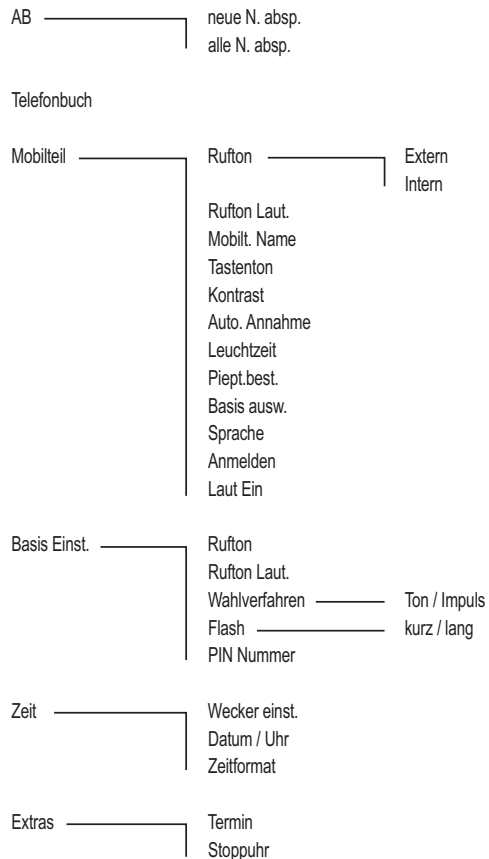 AB neue N. absp.
alle N. absp.
Telefonbuch
Mobilteil Rufton Extern
Intern
Rufton Laut.
Mobilt. Name
Tastenton
Kontrast
Auto. Annahme
Leuchtzeit
Piept.best.
Basis ausw.
Sprache
Anmelden
Laut Ein
Basis Einst. Rufton
Rufton Laut.
Wahlverfahren Ton / Impuls
Flash kurz / lang
PIN Nummer
Zeit Wecker einst.
Datum / Uhr
Zeitformat
Extras Termin
Stoppuhr